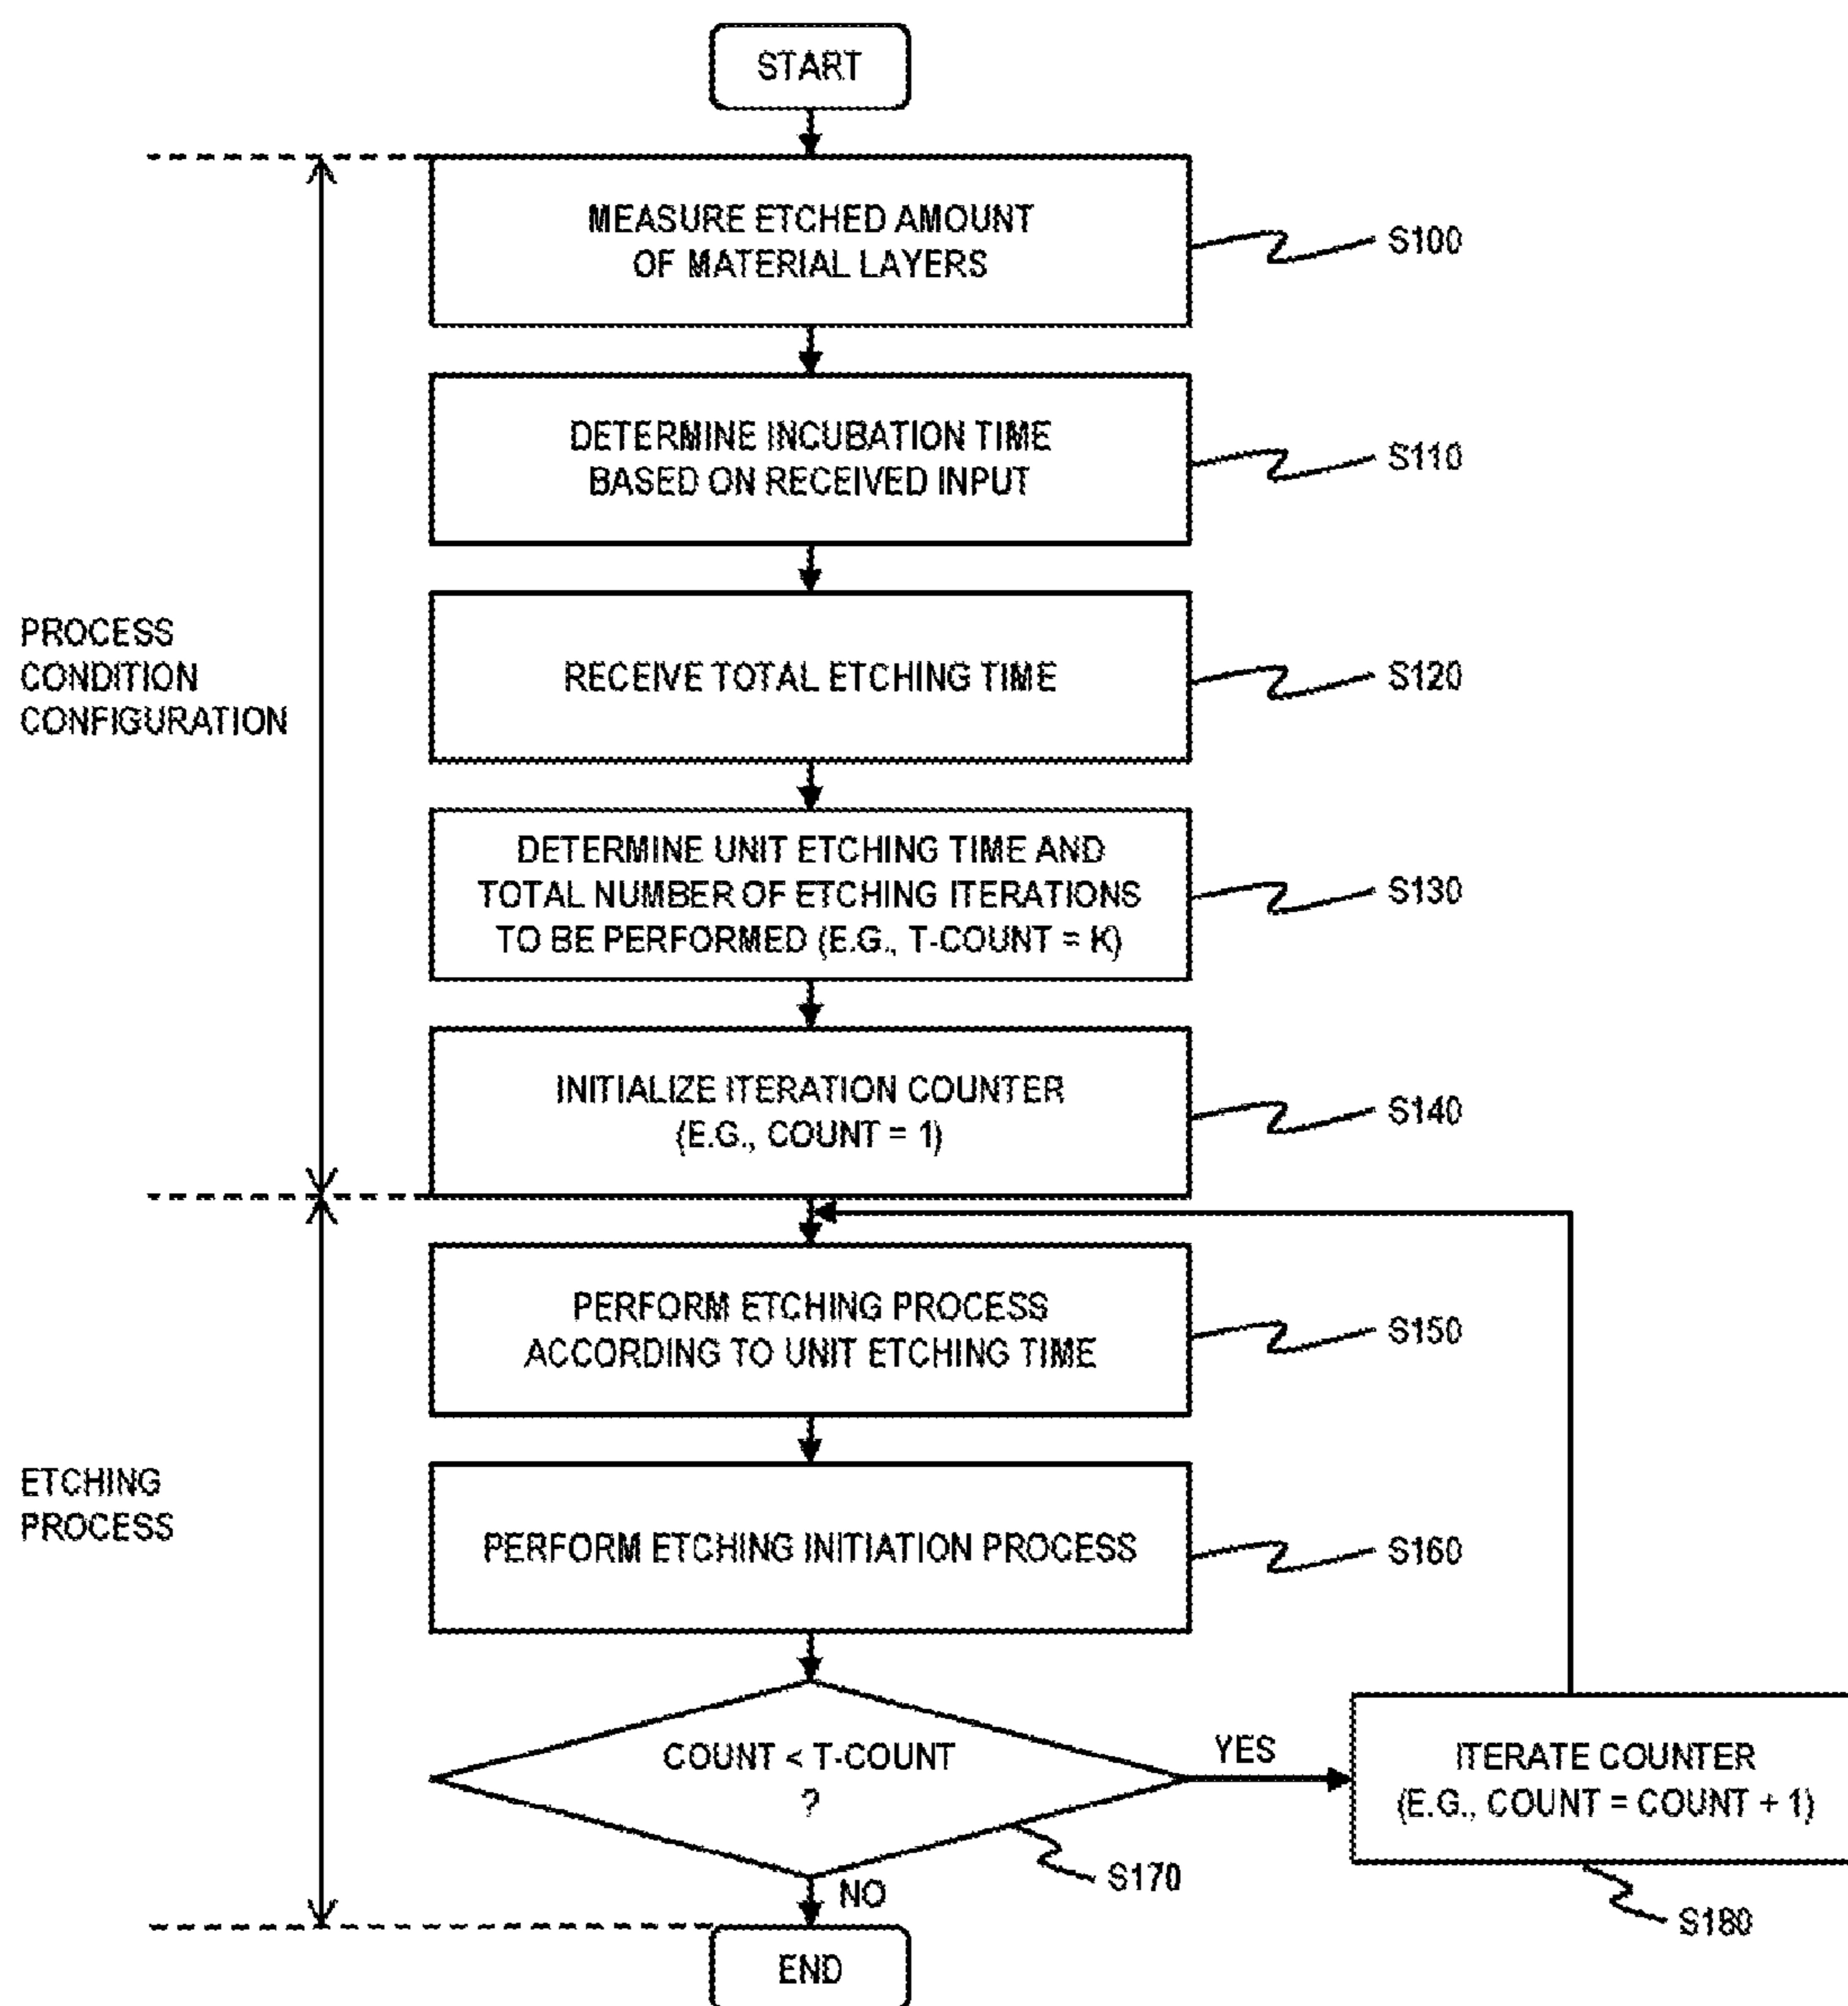 START
MEASURE ETCHED AMOUNT
OF MATERIAL LAYERS
S100
DETERMINE INCUBATION TIME
BASED ON RECEIVED INPUT
S110
RECEIVE TOTAL ETCHING TIME
S120
PROCESS
CONDITION
CONFIGURATION
DETERMINE UNIT ETCHING TIME AND
TOTAL NUMBER OF ETCHING ITERATIONS
TO BE PERFORMED (E.G., T-COUNT = K)
S130
INITIALIZE ITERATION COUNTER
(E.G., COUNT = 1)
S140
PERFORM ETCHING PROCESS
ACCORDING TO UNIT ETCHING TIME
S150
ETCHING
PROCESS
PERFORM ETCHING INITIATION PROCESS
S160
COUNT < T-COUNT
?
S170
YES
ITERATE COUNTER
(E.G., COUNT = COUNT + 1)
S180
NO
END